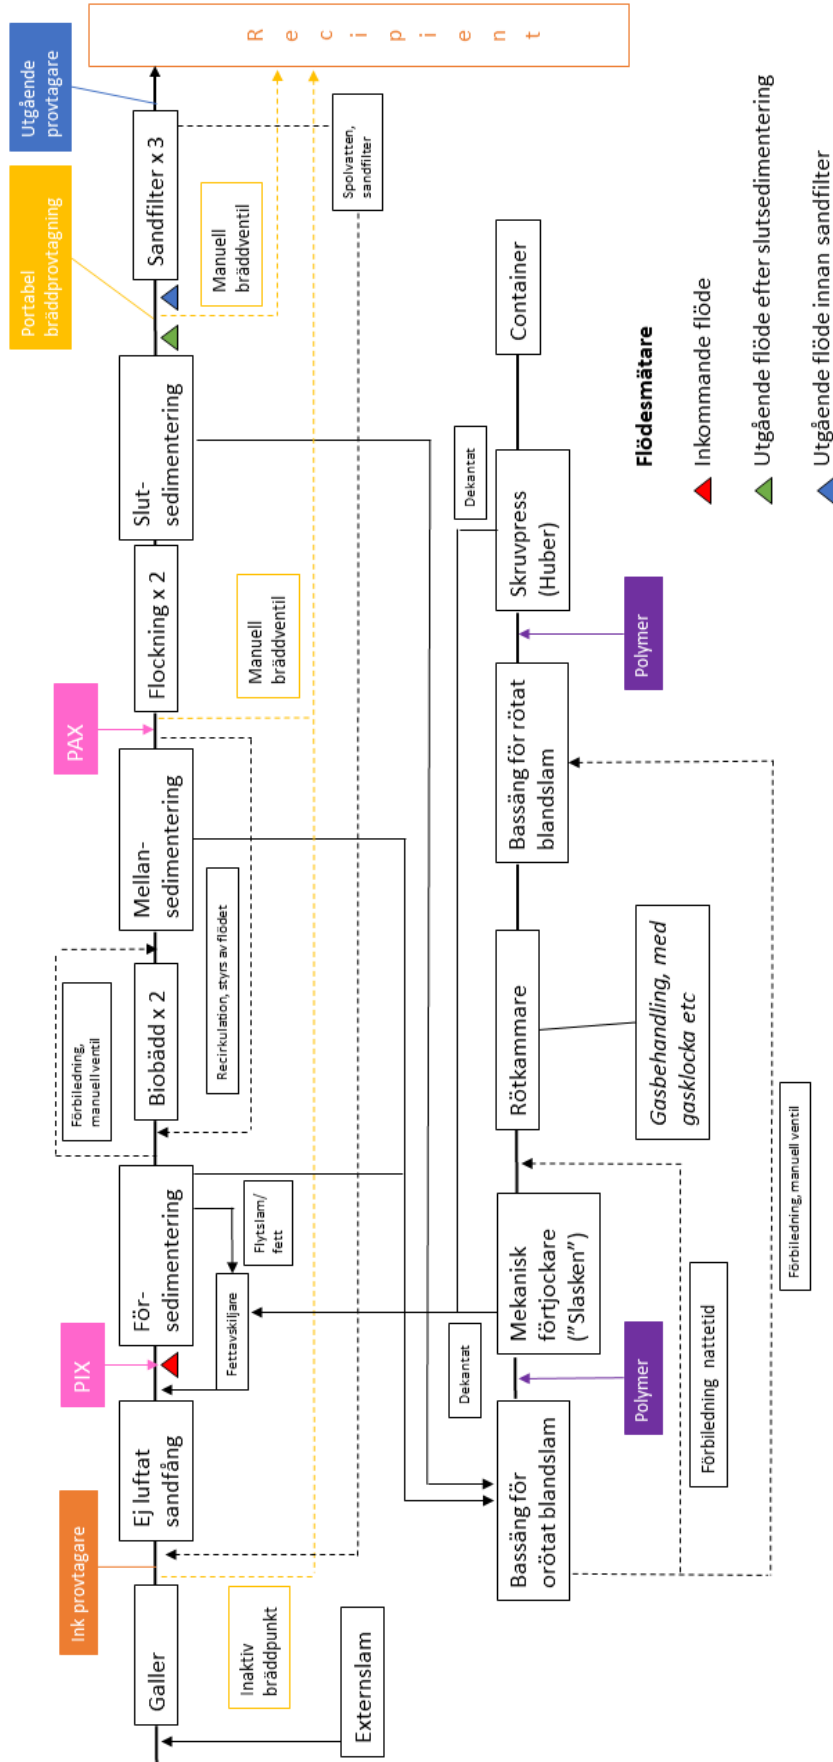 Ink provtagare
PIX
PAX
Portabel
bräddprovtagning
Utgående
provtagare
Galler
Ej luftat
sandfång
För-
sedimentering
Biobädd x 2
Mellan-
sedimentering
Flockning x 2
Slut-
sedimentering
Sandfilter x 3
Recipient
Förbiledning,
manuell ventil
Recirkulation, styrs av flödet
Inaktiv
bräddpunkt
Fettavskiljare
Flytslam/
fett
Manuell
bräddventil
Manuell
bräddventil
Spolvatten,
sandfilter
Externslam
Dekantat
Dekantat
Bassäng för
orötat blandslam
Mekanisk
förtjockare
("Slasken")
Rötkammare
Bassäng för rötat
blandslam
Skruvpress
(Huber)
Container
Polymer
Polymer
Gasbehandling, med
gasklocka etc
Förbiledning nattetid
Förbiledning, manuell ventil
Flödesmätare
Inkommande flöde
Utgående flöde efter slutsedimentering
Utgående flöde innan sandfilter